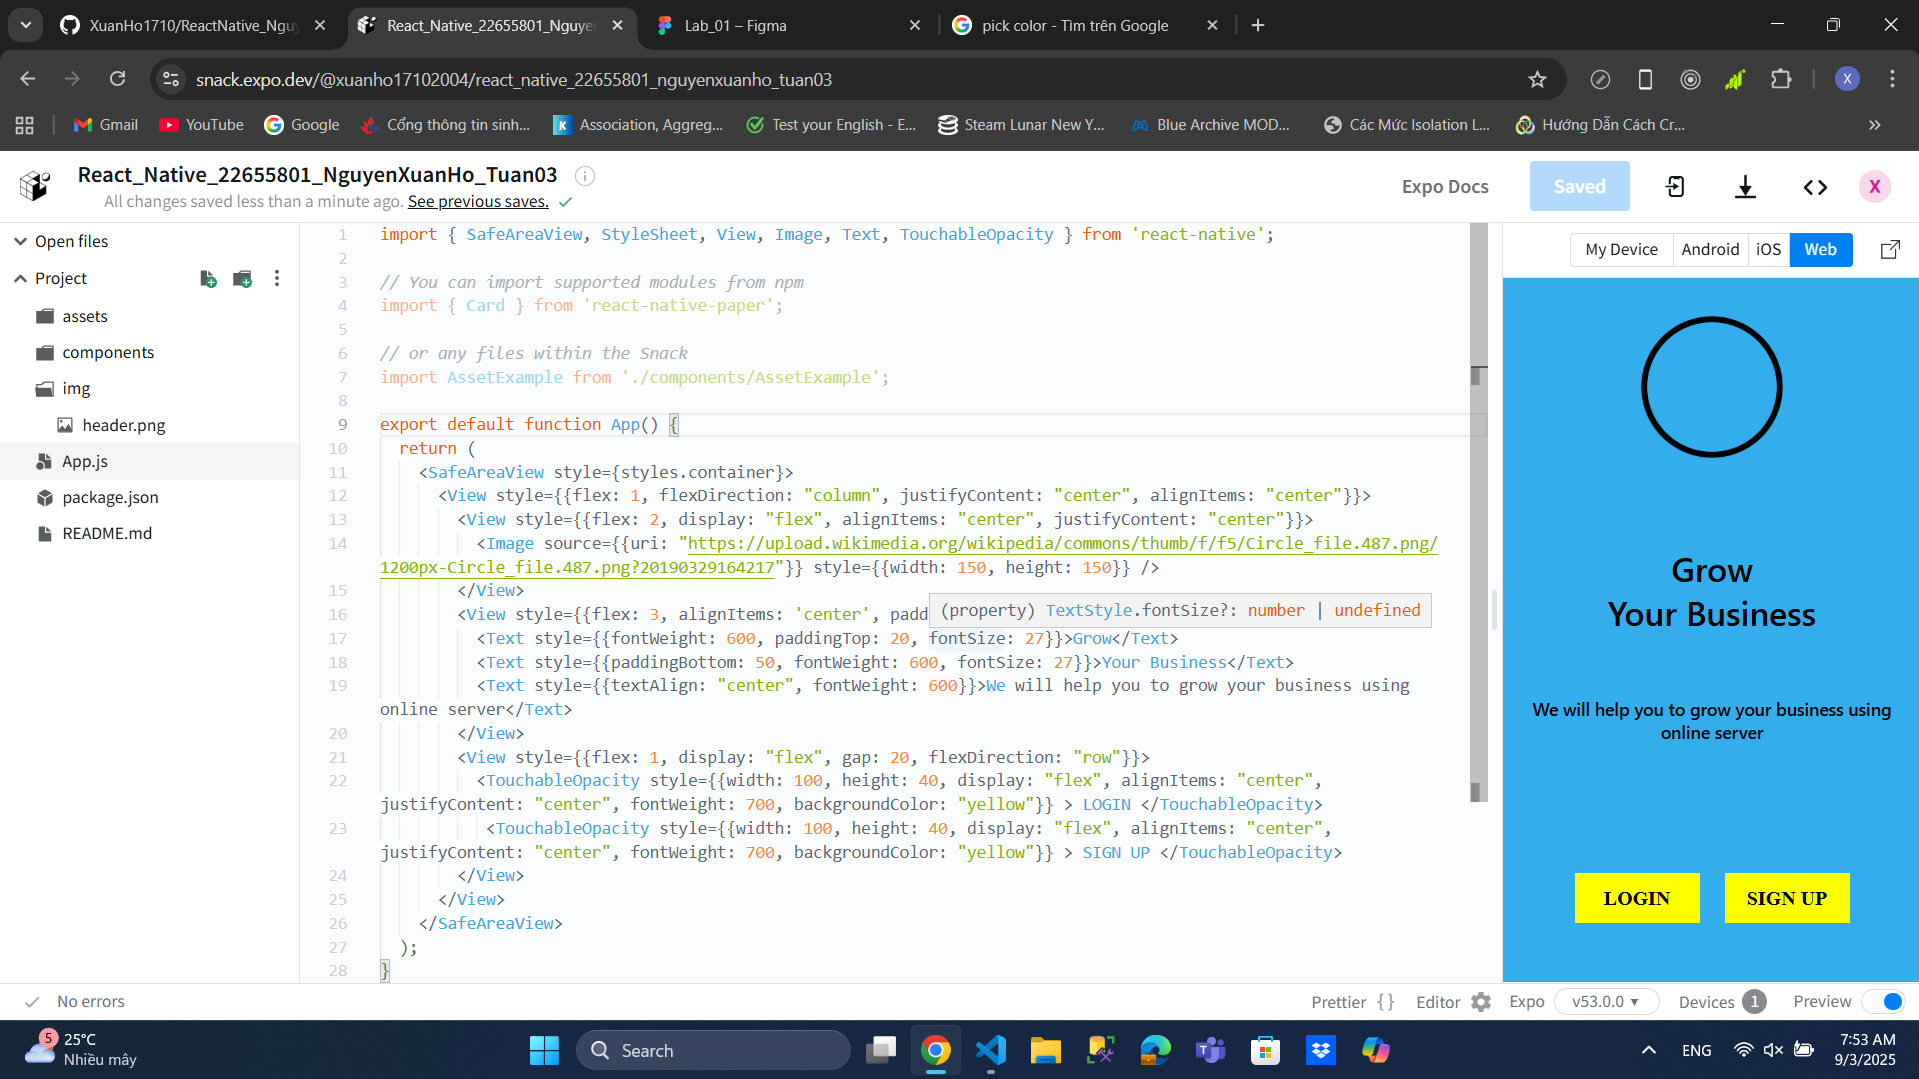 XuanHo1710/ReactNative_Ngu
React_Native_22655801_Nguye
Lab_01 – Figma
pick color - Tìm trên Google
snack.expo.dev/@xuanho17102004/react_native_22655801_nguyenxuanho_tuan03
X
Gmail
YouTube
Google
Cổng thông tin sinh...
Association, Aggreg...
Test your English - E...
Steam Lunar New Y...
Blue Archive MOD...
Các Mức Isolation L...
Hướng Dẫn Cách Cr...
React_Native_22655801_NguyenXuanHo_Tuan03
All changes saved less than a minute ago. See previous saves.
Expo Docs
Saved
X
Open files
Project
assets
components
img
header.png
App.js
package.json
README.md
1 import { SafeAreaView, StyleSheet, View, Image, Text, TouchableOpacity } from 'react-native';
2
3 // You can import supported modules from npm
4 import { Card } from 'react-native-paper';
5
6 // or any files within the Snack
7 import AssetExample from './components/AssetExample';
8
9 export default function App() {
10 return (
11 <SafeAreaView style={styles.container}>
12 <View style={{flex: 1, flexDirection: "column", justifyContent: "center", alignItems: "center"}}>
13 <View style={{flex: 2, display: "flex", alignItems: "center", justifyContent: "center"}}>
14 <Image source={{uri: "https://upload.wikimedia.org/wikipedia/commons/thumb/f/f5/Circle_file.487.png/
1200px-Circle_file.487.png?20190329164217"}} style={{width: 150, height: 150}} />
15 </View>
16 <View style={{flex: 3, alignItems: 'center', padd
(property) TextStyle.fontSize?: number | undefined
17 <Text style={{fontWeight: 600, paddingTop: 20, fontSize: 27}}>Grow</Text>
18 <Text style={{paddingBottom: 50, fontWeight: 600, fontSize: 27}}>Your Business</Text>
19 <Text style={{textAlign: "center", fontWeight: 600}}>We will help you to grow your business using
online server</Text>
20 </View>
21 <View style={{flex: 1, display: "flex", gap: 20, flexDirection: "row"}}>
22 <TouchableOpacity style={{width: 100, height: 40, display: "flex", alignItems: "center",
justifyContent: "center", fontWeight: 700, backgroundColor: "yellow"}} > LOGIN </TouchableOpacity>
23 <TouchableOpacity style={{width: 100, height: 40, display: "flex", alignItems: "center",
justifyContent: "center", fontWeight: 700, backgroundColor: "yellow"}} > SIGN UP </TouchableOpacity>
24 </View>
25 </View>
26 </SafeAreaView>
27 );
28 }
My Device
Android
iOS
Web
Grow
Your Business
We will help you to grow your business using
online server
LOGIN
SIGN UP
No errors
Prettier {}
Editor
Expo
v53.0.0
Devices 1
Preview
5
25°C
Nhiều mây
Search
ENG
7:53 AM
9/3/2025